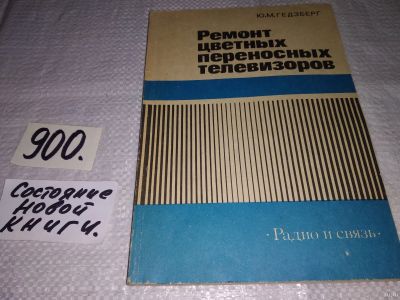 Ю.М.ГЕДЗБЕРГ
Ремонт
цветных
переносных
телевизоров
900.
Состояние
новой
книги.
·Радио и связь·